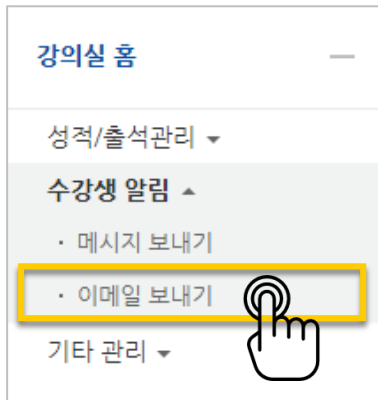 강의실 홈
성적/출석관리
수강생 알림
· 메시지 보내기
· 이메일 보내기
기타 관리